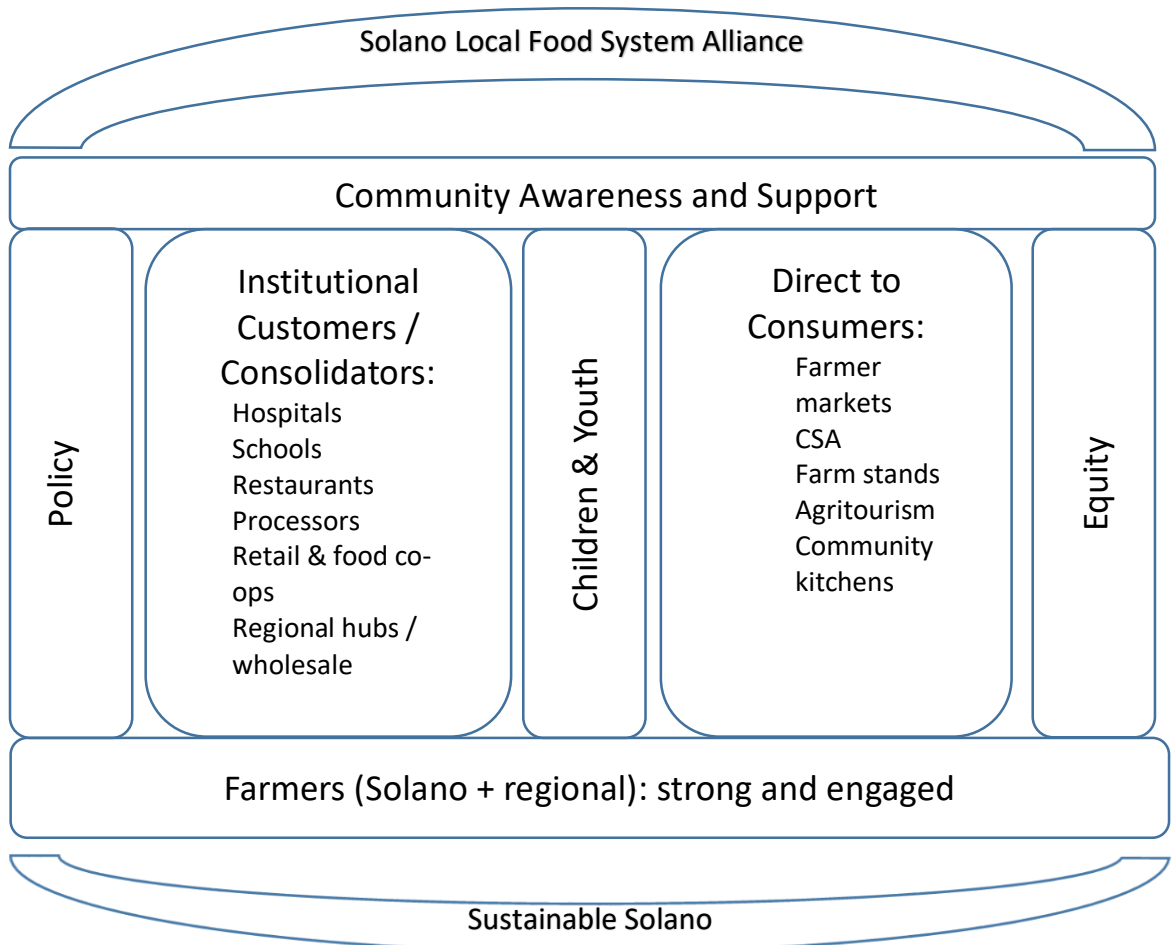 Solano Local Food System Alliance
Community Awareness and Support
Policy
Institutional
Customers /
Consolidators:
Hospitals
Schools
Restaurants
Processors
Retail & food co-
ops
Regional hubs /
wholesale
Children & Youth
Direct to
Consumers:
Farmer
markets
CSA
Farm stands
Agritourism
Community
kitchens
Equity
Farmers (Solano + regional): strong and engaged
Sustainable Solano